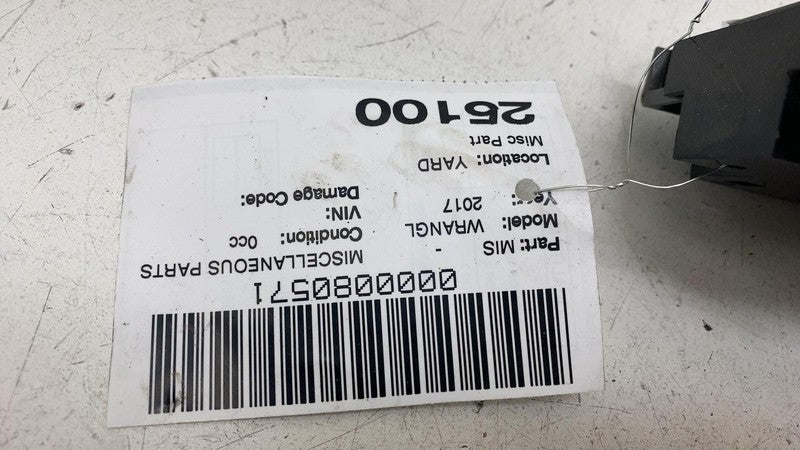 0000080571
Part: MIS - MISCELLANEOUS PARTS
Model: WRANGL Condition: 0cc
Year: 2017 VIN:
Damage Code:
Location: YARD
Misc Part
25100